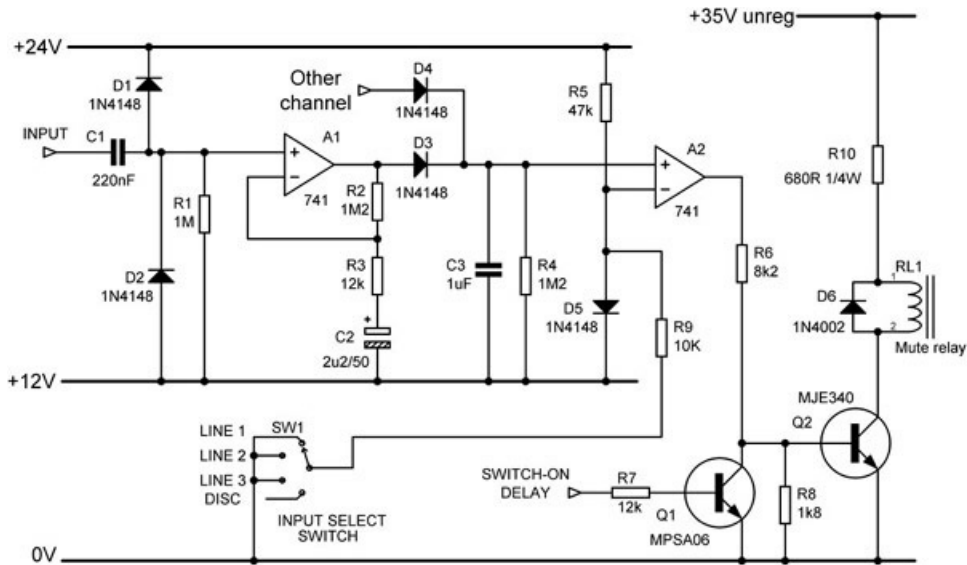 +35V unreg
+24V
D1
1N4148
Other
channel
D4
1N4148
R5
47k
INPUT
C1
220nF
A1
741
D3
1N4148
A2
741
R10
680R 1/4W
R1
1M
R2
1M2
D2
1N4148
R3
12k
C3
1uF
R4
1M2
R6
8k2
RL1
1
2
D6
1N4002
Mute relay
+
C2
2u2/50
D5
1N4148
R9
10K
+12V
MJE340
Q2
LINE 1
SW1
LINE 2
LINE 3
DISC
INPUT SELECT
SWITCH
SWITCH-ON
DELAY
R7
12k
Q1
MPSA06
R8
1k8
0V